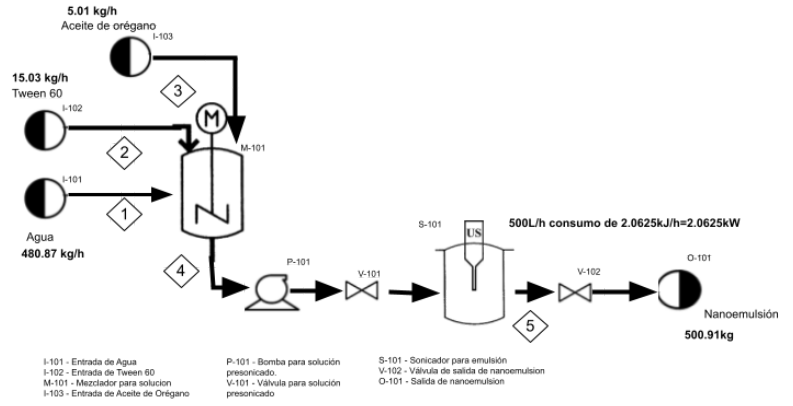 5.01 kg/h
Aceite de orégano
I-103
15.03 kg/h
Tween 60
I-102
3
M
M-101
2
I-101
1
Agua
480.87 kg/h
4
P-101
V-101
S-101
US
500L/h consumo de 2.0625kJ/h=2.0625kW
V-102
O-101
5
Nanoemulsión
500.91kg
I-101 - Entrada de Agua
I-102 - Entrada de Tween 60
M-101 - Mezclador para solucion
I-103 - Entrada de Aceite de Orégano
P-101 - Bomba para solución
presonicado.
V-101 - Válvula para solución
presonicado
S-101 - Sonicador para emulsión
V-102 - Válvula de salida de nanoemulsion
O-101 - Salida de nanoemulsion